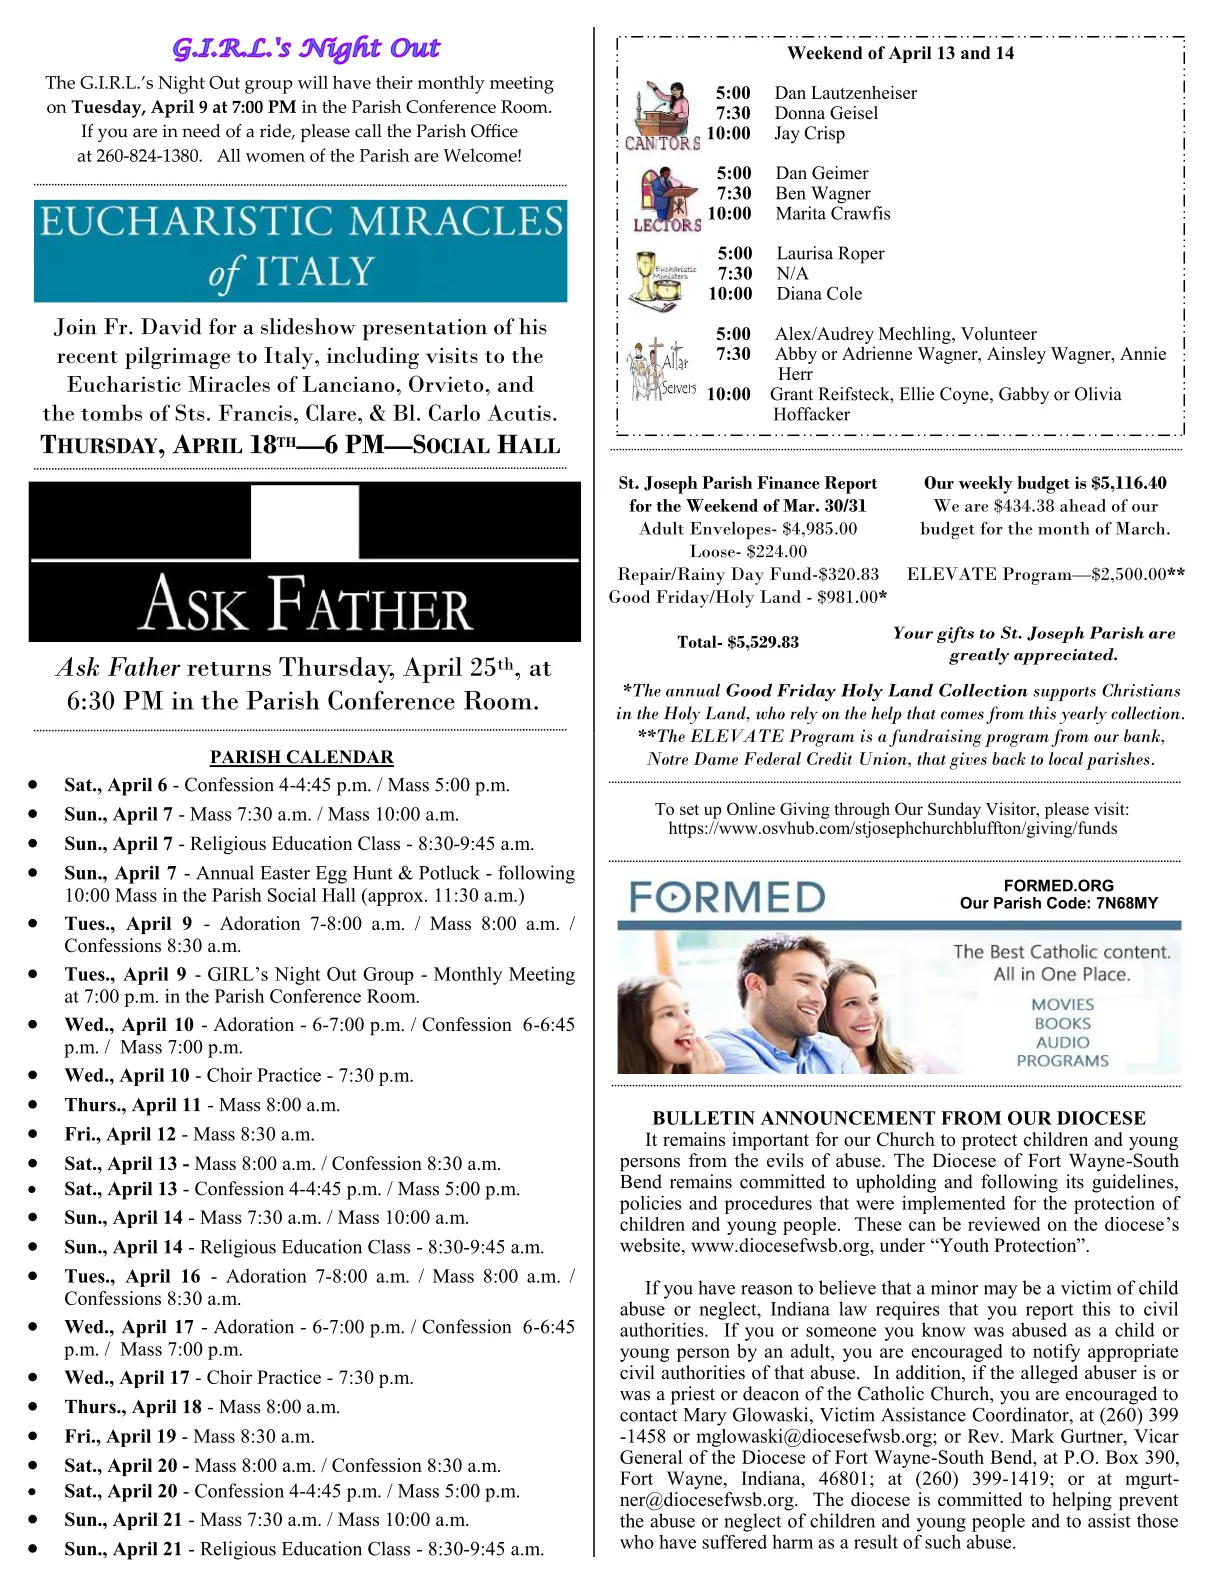 G.I.R.L.'s Night Out
The G.I.R.L.’s Night Out group will have their monthly meeting
on Tuesday, April 9 at 7:00 PM in the Parish Conference Room.
If you are in need of a ride, please call the Parish Office
at 260-824-1380. All women of the Parish are Welcome!
EUCHARISTIC MIRACLES
of ITALY
Join Fr. David for a slideshow presentation of his
recent pilgrimage to Italy, including visits to the
Eucharistic Miracles of Lanciano, Orvieto, and
the tombs of Sts. Francis, Clare, & Bl. Carlo Acutis.
THURSDAY, APRIL 18TH—6 PM—SOCIAL HALL
ASK FATHER
Ask Father returns Thursday, April 25th, at
6:30 PM in the Parish Conference Room.
PARISH CALENDAR
• Sat., April 6 - Confession 4-4:45 p.m. / Mass 5:00 p.m.
• Sun., April 7 - Mass 7:30 a.m. / Mass 10:00 a.m.
• Sun., April 7 - Religious Education Class - 8:30-9:45 a.m.
• Sun., April 7 - Annual Easter Egg Hunt & Potluck - following
10:00 Mass in the Parish Social Hall (approx. 11:30 a.m.)
• Tues., April 9 - Adoration 7-8:00 a.m. / Mass 8:00 a.m. /
Confessions 8:30 a.m.
• Tues., April 9 - GIRL’s Night Out Group - Monthly Meeting
at 7:00 p.m. in the Parish Conference Room.
• Wed., April 10 - Adoration - 6-7:00 p.m. / Confession 6-6:45
p.m. / Mass 7:00 p.m.
• Wed., April 10 - Choir Practice - 7:30 p.m.
• Thurs., April 11 - Mass 8:00 a.m.
• Fri., April 12 - Mass 8:30 a.m.
• Sat., April 13 - Mass 8:00 a.m. / Confession 8:30 a.m.
• Sat., April 13 - Confession 4-4:45 p.m. / Mass 5:00 p.m.
• Sun., April 14 - Mass 7:30 a.m. / Mass 10:00 a.m.
• Sun., April 14 - Religious Education Class - 8:30-9:45 a.m.
• Tues., April 16 - Adoration 7-8:00 a.m. / Mass 8:00 a.m. /
Confessions 8:30 a.m.
• Wed., April 17 - Adoration - 6-7:00 p.m. / Confession 6-6:45
p.m. / Mass 7:00 p.m.
• Wed., April 17 - Choir Practice - 7:30 p.m.
• Thurs., April 18 - Mass 8:00 a.m.
• Fri., April 19 - Mass 8:30 a.m.
• Sat., April 20 - Mass 8:00 a.m. / Confession 8:30 a.m.
• Sat., April 20 - Confession 4-4:45 p.m. / Mass 5:00 p.m.
• Sun., April 21 - Mass 7:30 a.m. / Mass 10:00 a.m.
• Sun., April 21 - Religious Education Class - 8:30-9:45 a.m.
Weekend of April 13 and 14
CANTORS
5:00 Dan Lautzenheiser
7:30 Donna Geisel
10:00 Jay Crisp
LECTORS
5:00 Dan Geimer
7:30 Ben Wagner
10:00 Marita Crawfis
Eucharistic
Ministers
5:00 Laurisa Roper
7:30 N/A
10:00 Diana Cole
Altar
Servers
5:00 Alex/Audrey Mechling, Volunteer
7:30 Abby or Adrienne Wagner, Ainsley Wagner, Annie
Herr
10:00 Grant Reifsteck, Ellie Coyne, Gabby or Olivia
Hoffacker
St. Joseph Parish Finance Report
for the Weekend of Mar. 30/31
Adult Envelopes- $4,985.00
Loose- $224.00
Repair/Rainy Day Fund-$320.83
Good Friday/Holy Land - $981.00*
Total- $5,529.83
Our weekly budget is $5,116.40
We are $434.38 ahead of our
budget for the month of March.
ELEVATE Program—$2,500.00**
Your gifts to St. Joseph Parish are
greatly appreciated.
*The annual Good Friday Holy Land Collection supports Christians
in the Holy Land, who rely on the help that comes from this yearly collection.
**The ELEVATE Program is a fundraising program from our bank,
Notre Dame Federal Credit Union, that gives back to local parishes.
To set up Online Giving through Our Sunday Visitor, please visit:
https://www.osvhub.com/stjosephchurchbluffton/giving/funds
FORMED
FORMED.ORG
Our Parish Code: 7N68MY
The Best Catholic content.
All in One Place.
MOVIES
BOOKS
AUDIO
PROGRAMS
BULLETIN ANNOUNCEMENT FROM OUR DIOCESE
It remains important for our Church to protect children and young
persons from the evils of abuse. The Diocese of Fort Wayne-South
Bend remains committed to upholding and following its guidelines,
policies and procedures that were implemented for the protection of
children and young people. These can be reviewed on the diocese’s
website, www.diocesefwsb.org, under “Youth Protection”.
If you have reason to believe that a minor may be a victim of child
abuse or neglect, Indiana law requires that you report this to civil
authorities. If you or someone you know was abused as a child or
young person by an adult, you are encouraged to notify appropriate
civil authorities of that abuse. In addition, if the alleged abuser is or
was a priest or deacon of the Catholic Church, you are encouraged to
contact Mary Glowaski, Victim Assistance Coordinator, at (260) 399
-1458 or mglowaski@diocesefwsb.org; or Rev. Mark Gurtner, Vicar
General of the Diocese of Fort Wayne-South Bend, at P.O. Box 390,
Fort Wayne, Indiana, 46801; at (260) 399-1419; or at mgurt-
ner@diocesefwsb.org. The diocese is committed to helping prevent
the abuse or neglect of children and young people and to assist those
who have suffered harm as a result of such abuse.